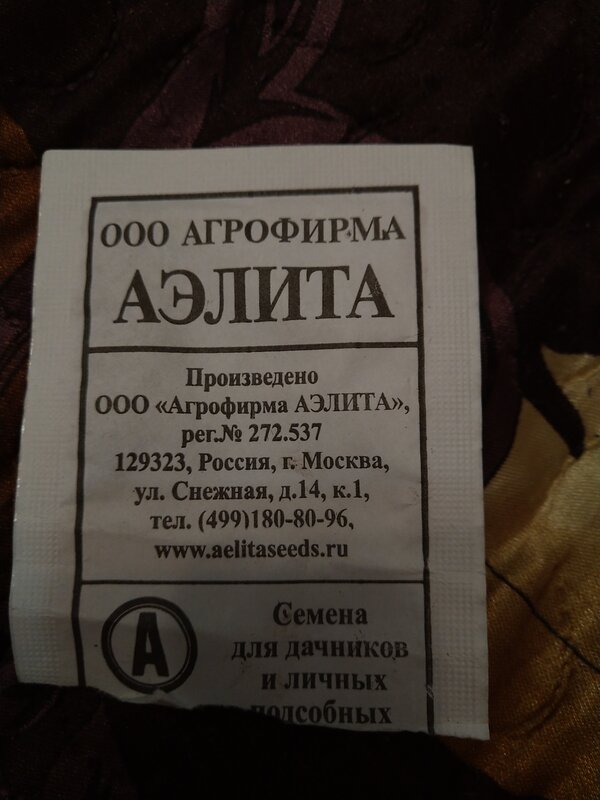 ООО АГРОФИРМА
АЭЛИТА
Произведено
ООО «Агрофирма АЭЛИТА»,
рег.№ 272.537
129323, Россия, г. Москва,
ул. Снежная, д.14, к.1,
тел. (499)180-80-96,
www.aelitaseeds.ru
А
Семена
для дачников
и личных
подсобных